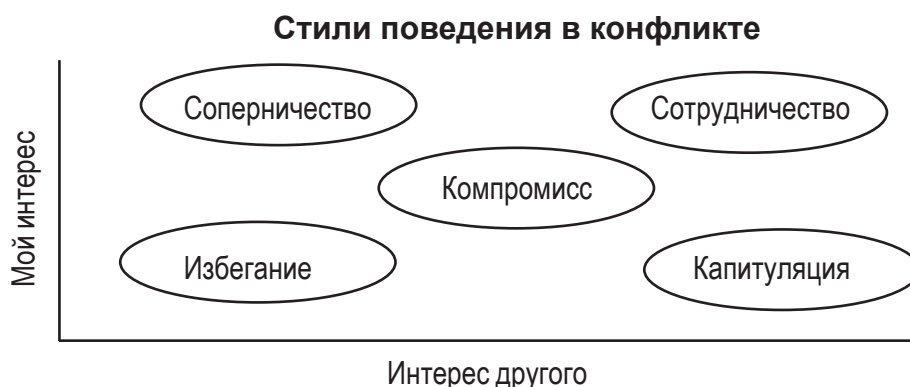 Стили поведения в конфликте
Соперничество
Сотрудничество
Компромисс
Избегание
Капитуляция
Мой интерес
Интерес другого